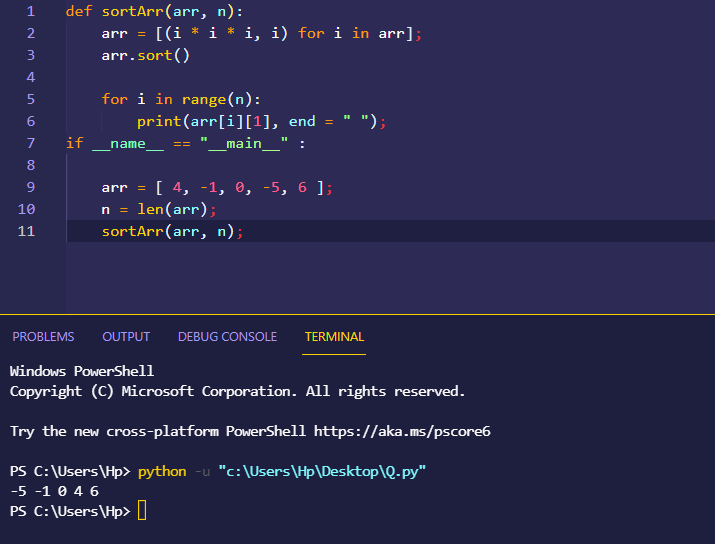 1 def sortArr(arr, n):
2     arr = [(i * i * i, i) for i in arr];
3     arr.sort()
4
5     for i in range(n):
6         print(arr[i][1], end = " ");
7 if __name__ == "__main__" :
8
9     arr = [ 4, -1, 0, -5, 6 ];
10     n = len(arr);
11     sortArr(arr, n);
PROBLEMS OUTPUT DEBUG CONSOLE TERMINAL
Windows PowerShell
Copyright (C) Microsoft Corporation. All rights reserved.
Try the new cross-platform PowerShell https://aka.ms/pscore6
PS C:\Users\Hp> python -u "c:\Users\Hp\Desktop\Q.py"
-5 -1 0 4 6
PS C:\Users\Hp>